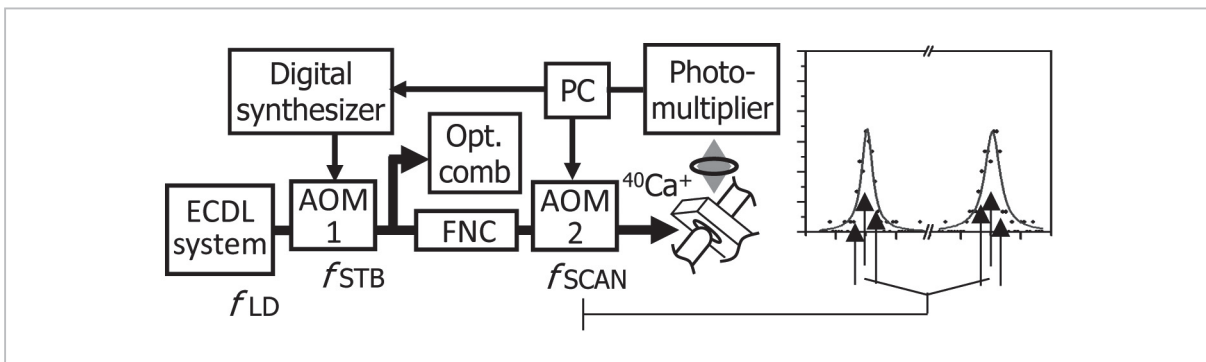 Digital
synthesizer
PC
Photo-
multiplier
Opt.
comb
⁴⁰Ca⁺
ECDL
system
AOM
1
FNC
AOM
2
fSTB
fSCAN
fLD